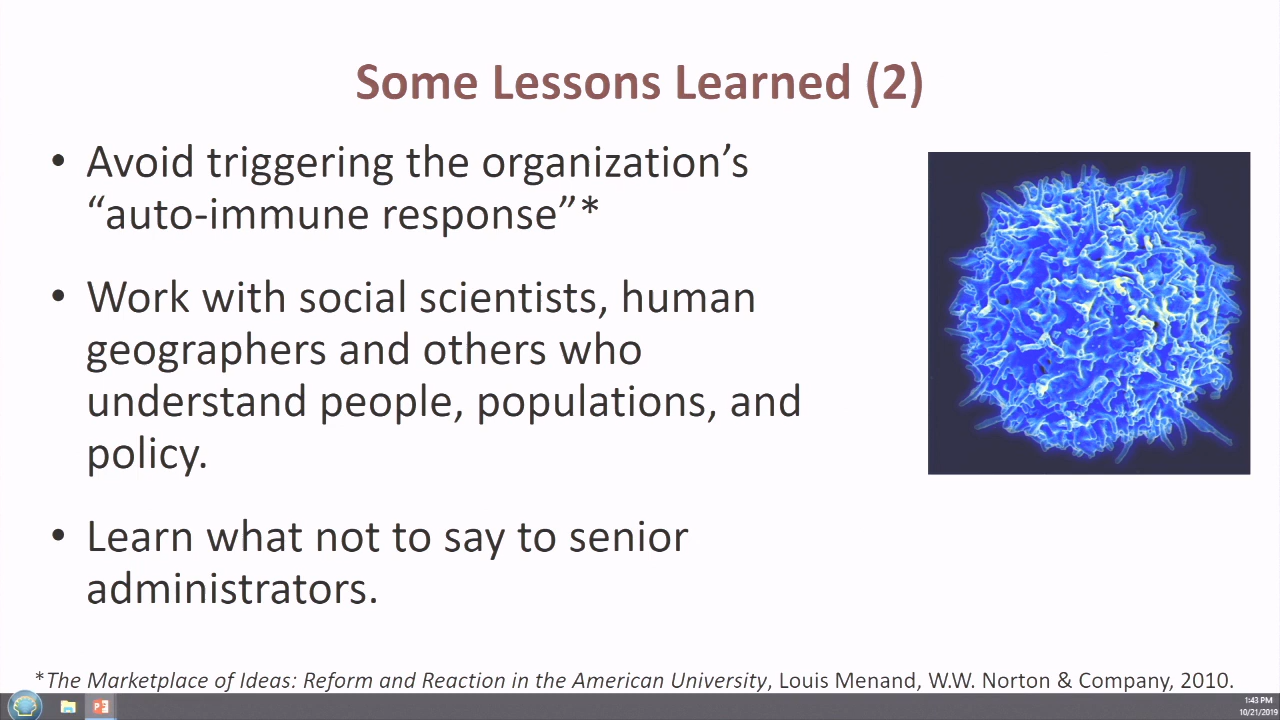 Some Lessons Learned (2)
• Avoid triggering the organization’s
“auto-immune response”*
• Work with social scientists, human
geographers and others who
understand people, populations, and
policy.
• Learn what not to say to senior
administrators.
*The Marketplace of Ideas: Reform and Reaction in the American University, Louis Menand, W.W. Norton & Company, 2010.
1:43 PM
10/21/2019